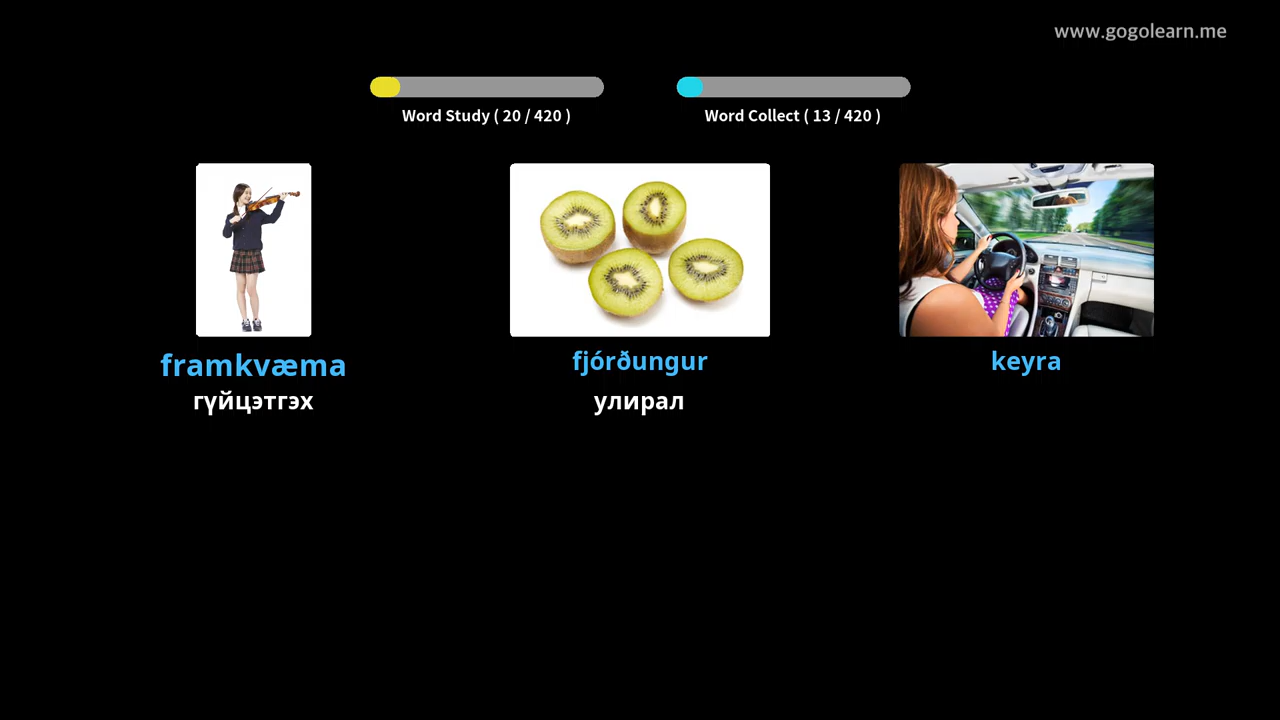 www.gogolearn.me
Word Study ( 20 / 420 )
Word Collect ( 13 / 420 )
framkvæma
гүйцэтгэх
fjórðungur
улирал
keyra